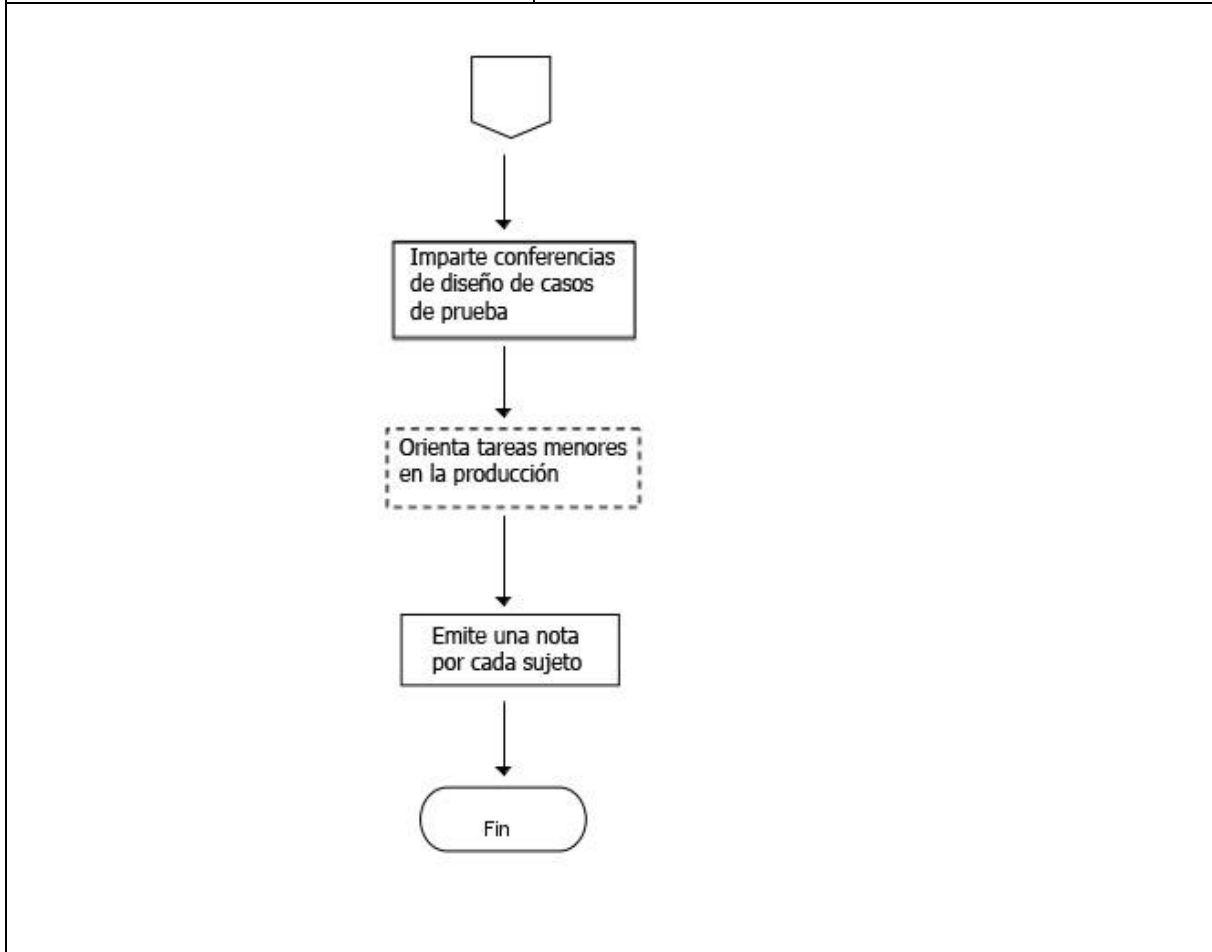 Imparte conferencias
de diseño de casos
de prueba
Orienta tareas menores
en la producción
Emite una nota
por cada sujeto
Fin